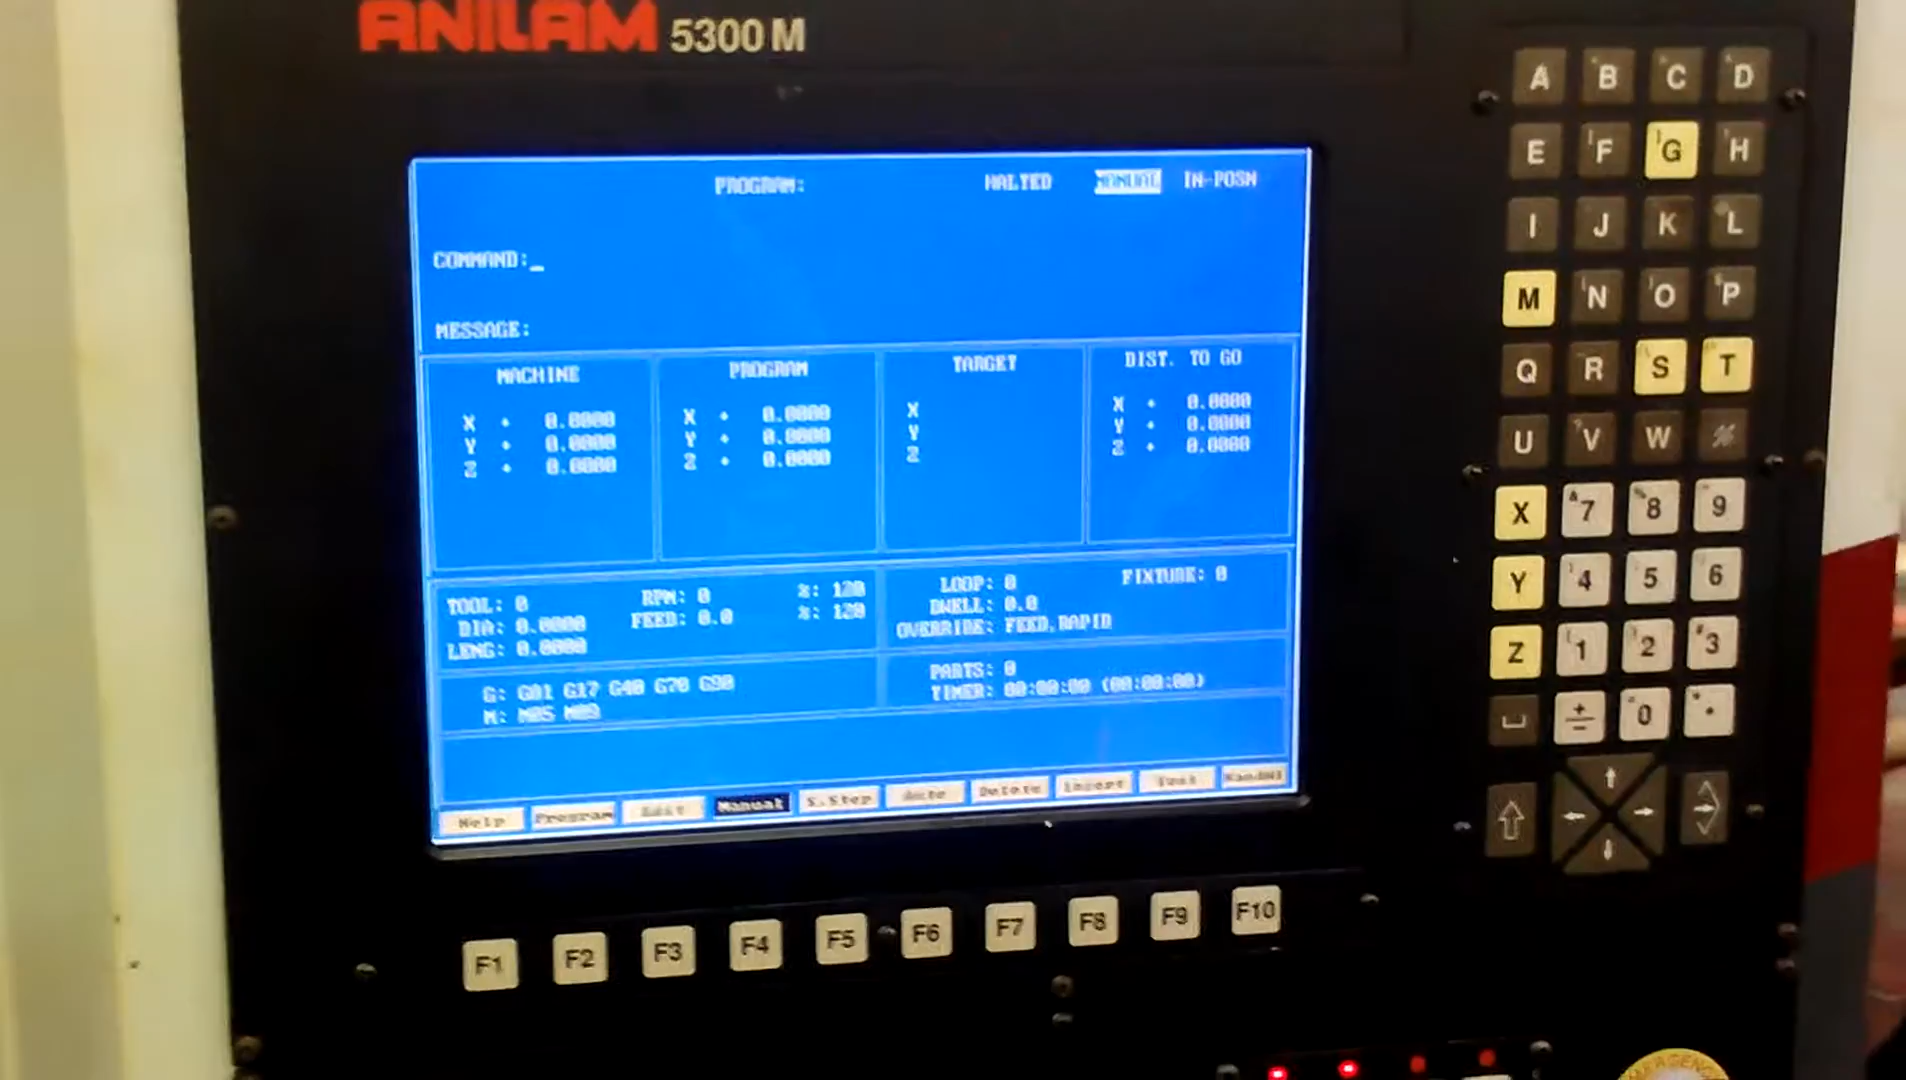 ANILAM 5300 M
PROGRAM: HALTED MANUAL IN-POSN
COMMAND:_
MESSAGE:
MACHINE PROGRAM TARGET DIST. TO GO
X + 0.0000 X + 0.0000 X X + 0.0000
Y + 0.0000 Y + 0.0000 Y Y + 0.0000
Z + 0.0000 Z + 0.0000 Z Z + 0.0000
TOOL: 0 RPM: 0 %: 120 LOOP: 0 FIXTURE: 0
DIA: 0.0000 FEED: 0.0 %: 120 DWELL: 0.0
LENG: 0.0000 OVERRIDE: FEED,RAPID
G: G01 G17 G40 G70 G90 PARTS: 0
M: M05 M09 TIMER: 00:00:00 (00:00:00)
Help Program Edit Manual S.Step Auto Delete Insert HandWl
F1 F2 F3 F4 F5 F6 F7 F8 F9 F10
A B C D
E F G H
I J K L
M N O P
Q R S T
U V W %
X & 7 % 8 9
Y 4 5 6
Z 1 2 # 3
+ − 0 .